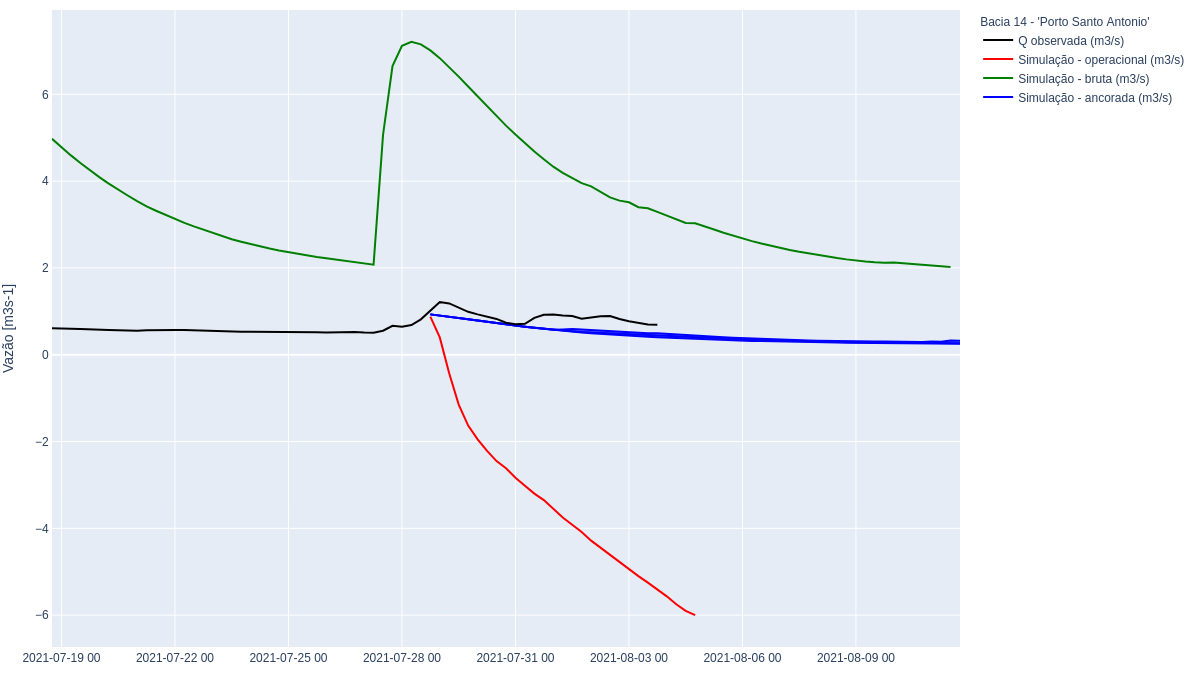 Bacia 14 - 'Porto Santo Antonio'
Q observada (m3/s)
Simulação - operacional (m3/s)
Simulação - bruta (m3/s)
Simulação - ancorada (m3/s)
Vazão [m3s-1]
6
4
2
0
−2
−4
−6
2021-07-19 00 2021-07-22 00 2021-07-25 00 2021-07-28 00 2021-07-31 00 2021-08-03 00 2021-08-06 00 2021-08-09 00